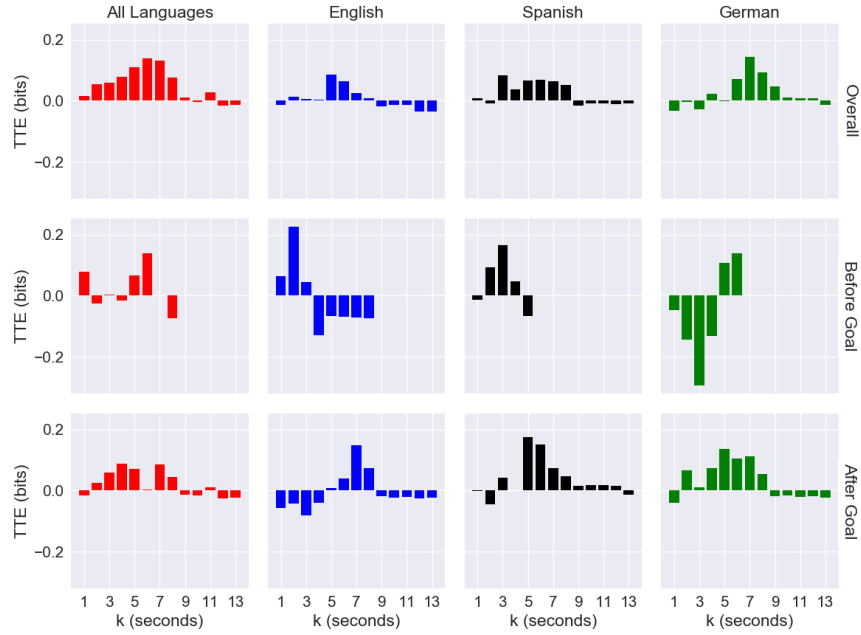 All Languages English Spanish German
0.2
0.0
−0.2
TTE (bits)
Overall
0.2
0.0
−0.2
TTE (bits)
Before Goal
0.2
0.0
−0.2
TTE (bits)
After Goal
1 3 5 7 9 11 13 1 3 5 7 9 11 13 1 3 5 7 9 11 13 1 3 5 7 9 11 13
k (seconds) k (seconds) k (seconds) k (seconds)